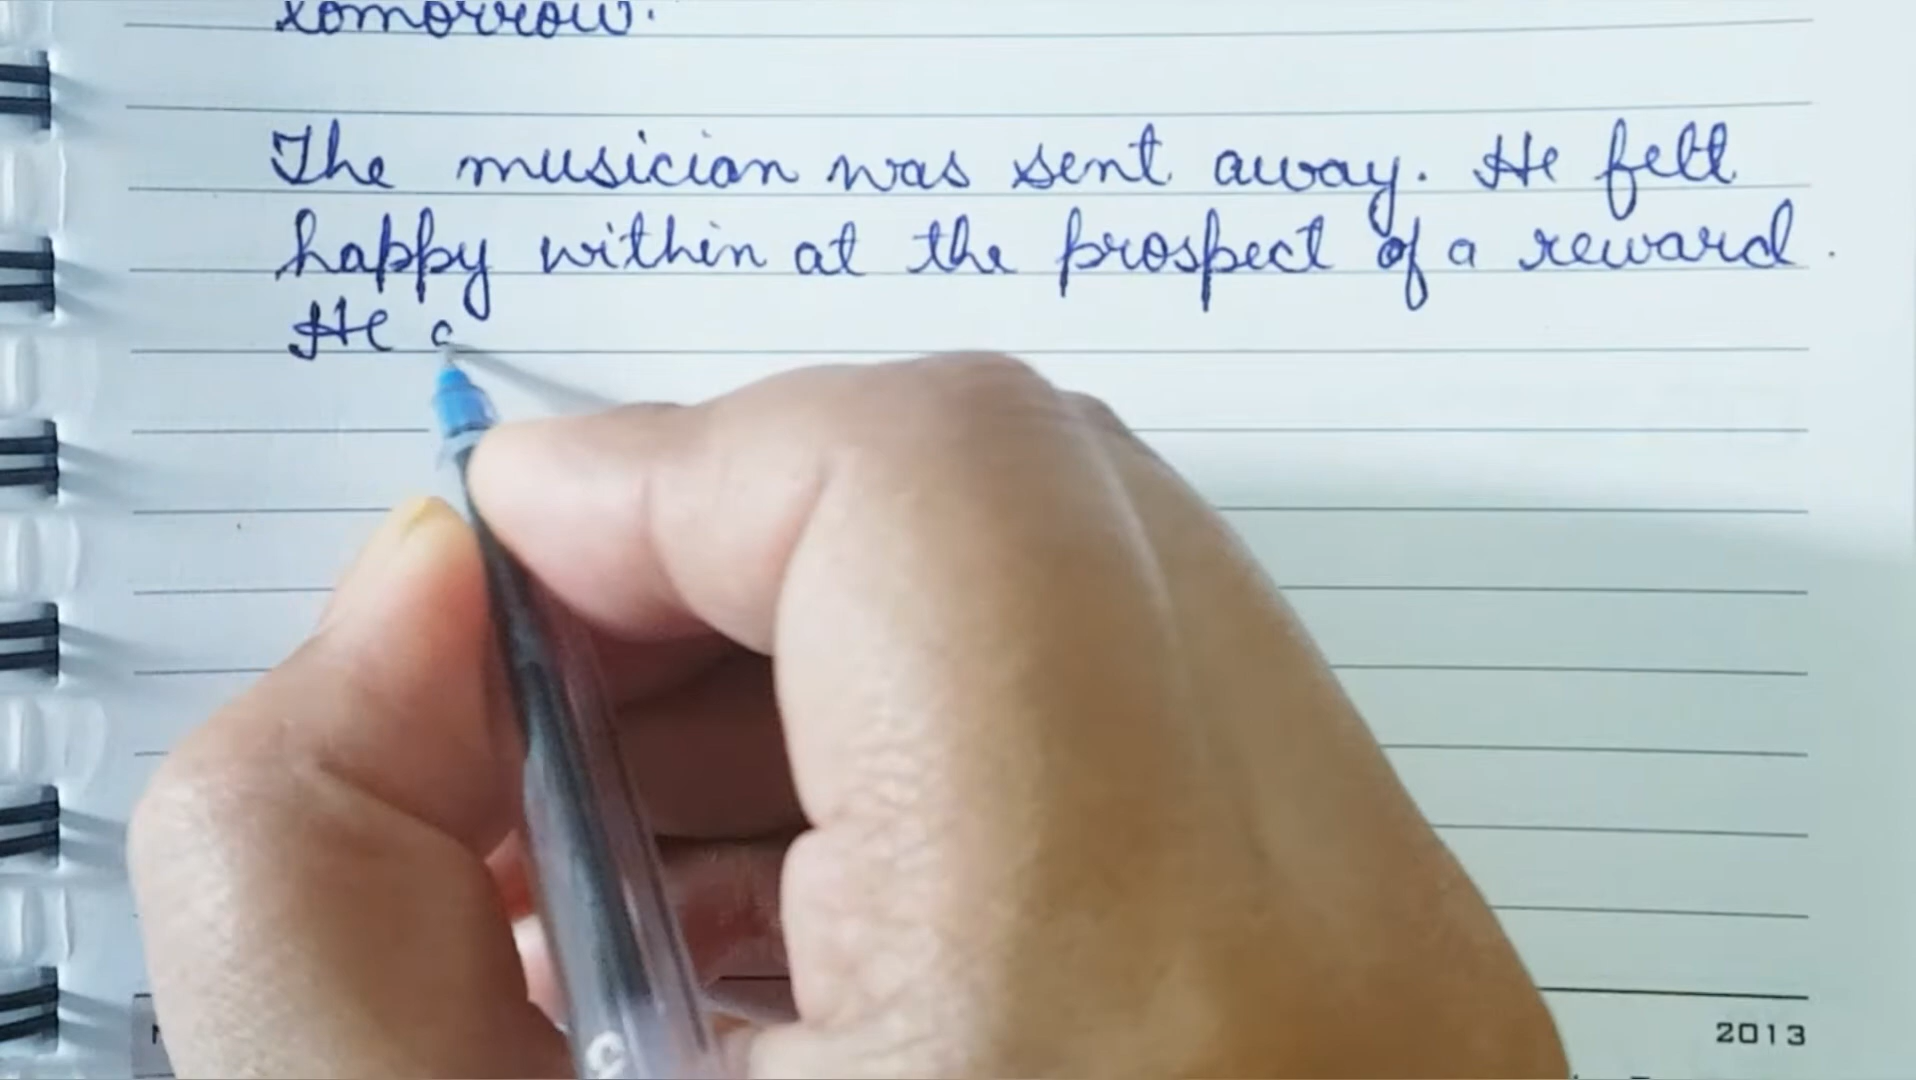 tomorrow.
The musician was sent away. He felt
happy within at the prospect of a reward.
He
2013